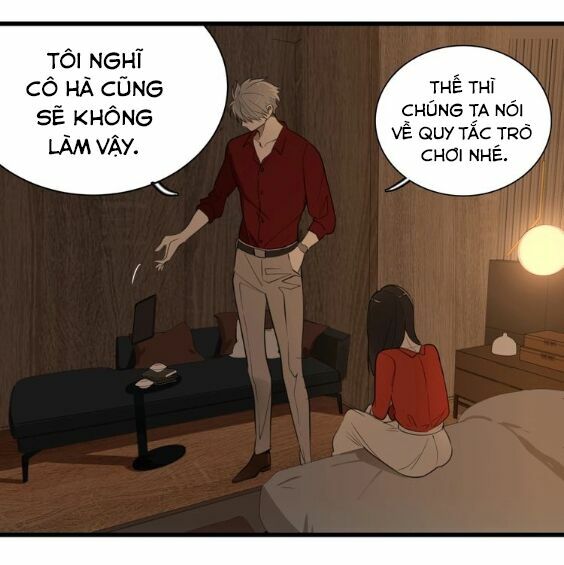 TÔI NGHĨ
CÔ HÀ CŨNG
SẼ KHÔNG
LÀM VẬY.
THẾ THÌ
CHÚNG TA NÓI
VỀ QUY TẮC TRÒ
CHƠI NHÉ.